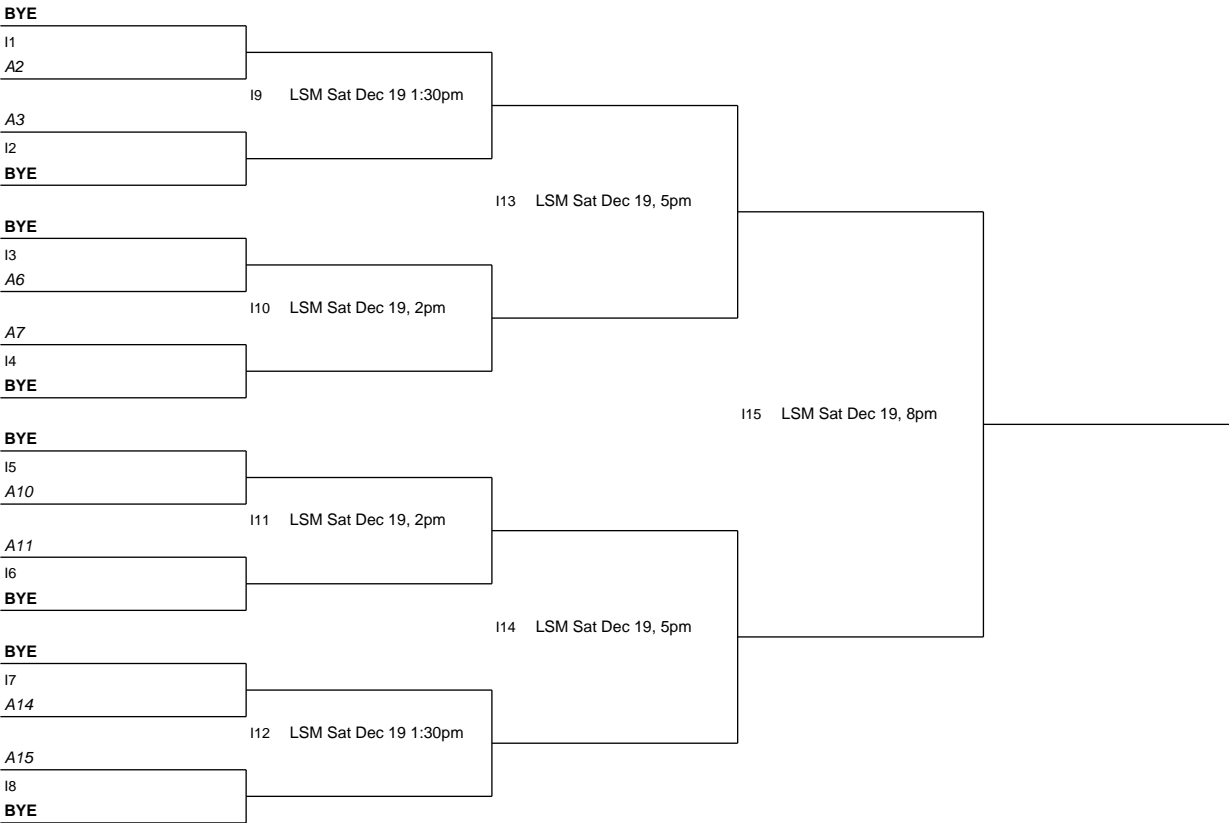 BYE
I1
A2
I9 LSM Sat Dec 19 1:30pm
A3
I2
BYE
I13 LSM Sat Dec 19, 5pm
BYE
I3
A6
I10 LSM Sat Dec 19, 2pm
A7
I4
BYE
I15 LSM Sat Dec 19, 8pm
BYE
I5
A10
I11 LSM Sat Dec 19, 2pm
A11
I6
BYE
I14 LSM Sat Dec 19, 5pm
BYE
I7
A14
I12 LSM Sat Dec 19 1:30pm
A15
I8
BYE